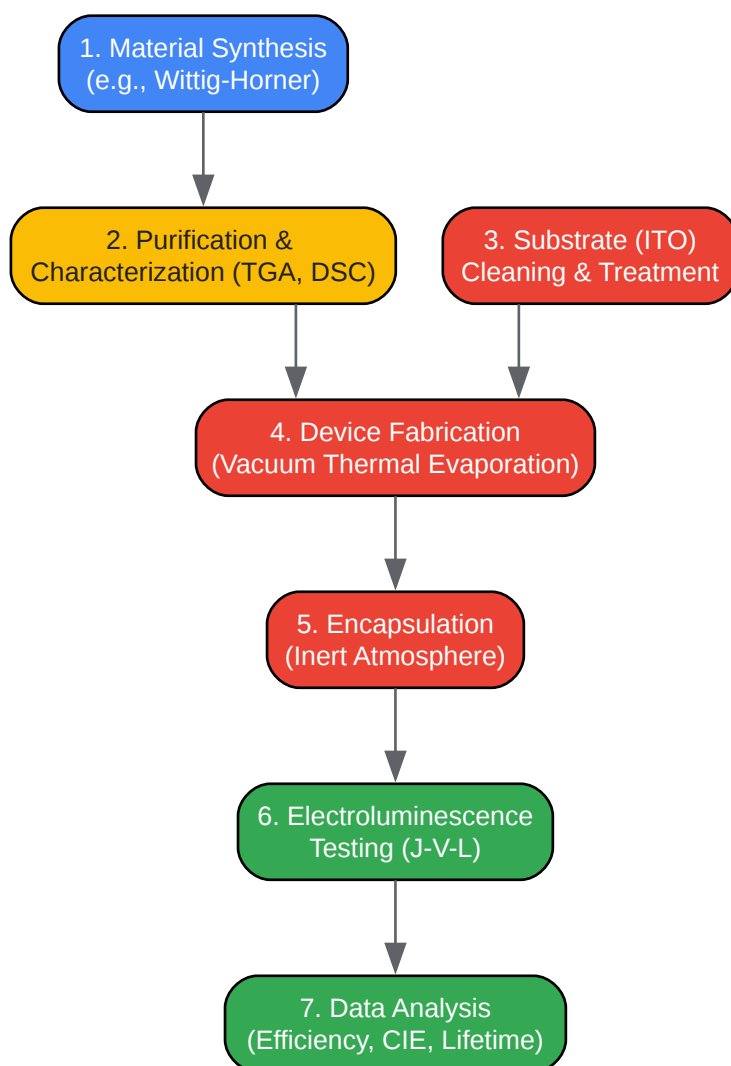 1. Material Synthesis
(e.g., Wittig-Horner)
2. Purification &
Characterization (TGA, DSC)
3. Substrate (ITO)
Cleaning & Treatment
4. Device Fabrication
(Vacuum Thermal Evaporation)
5. Encapsulation
(Inert Atmosphere)
6. Electroluminescence
Testing (J-V-L)
7. Data Analysis
(Efficiency, CIE, Lifetime)